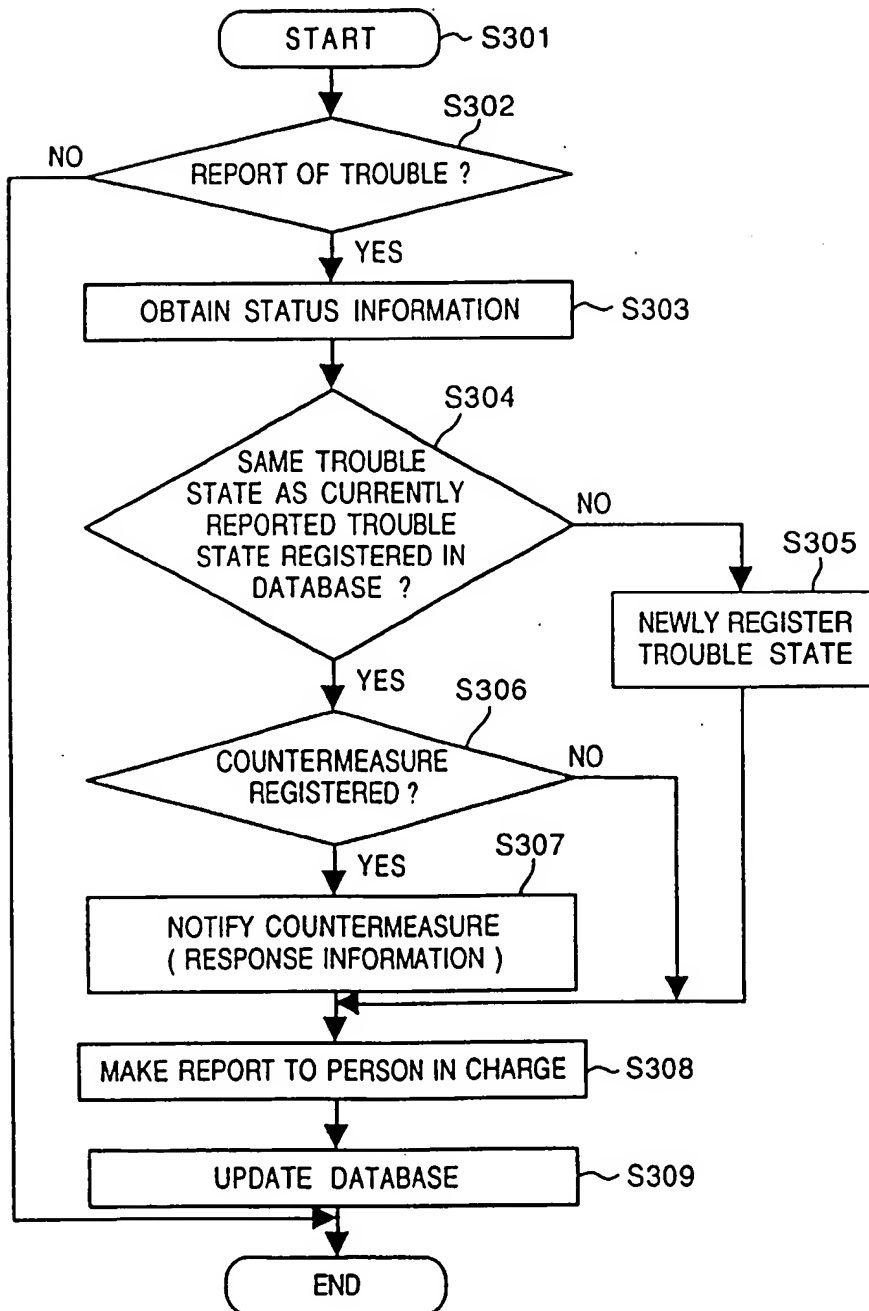 START
S301
S302
NO
REPORT OF TROUBLE ?
YES
OBTAIN STATUS INFORMATION
S303
S304
SAME TROUBLE
STATE AS CURRENTLY
REPORTED TROUBLE
STATE REGISTERED IN
DATABASE ?
NO
S305
NEWLY REGISTER
TROUBLE STATE
YES
S306
COUNTERMEASURE
REGISTERED ?
NO
S307
YES
NOTIFY COUNTERMEASURE
( RESPONSE INFORMATION )
MAKE REPORT TO PERSON IN CHARGE
S308
UPDATE DATABASE
S309
END